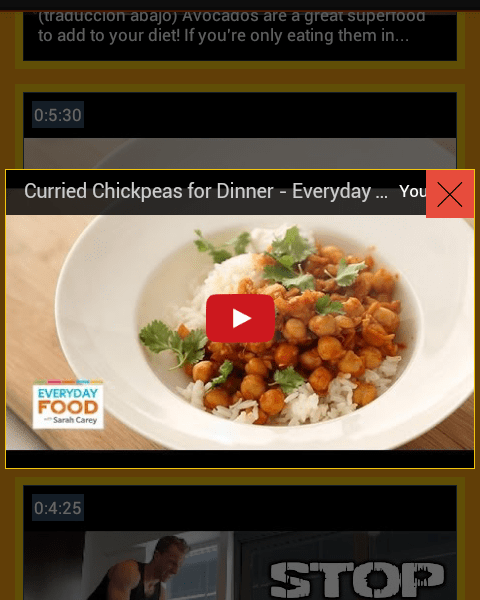 (traducción abajo) Avocados are a great superfood
to add to your diet! If you're only eating them in...
0:5:30
Curried Chickpeas for Dinner - Everyday ...
You
EVERYDAY
FOOD
with Sarah Carey
0:4:25
STOP